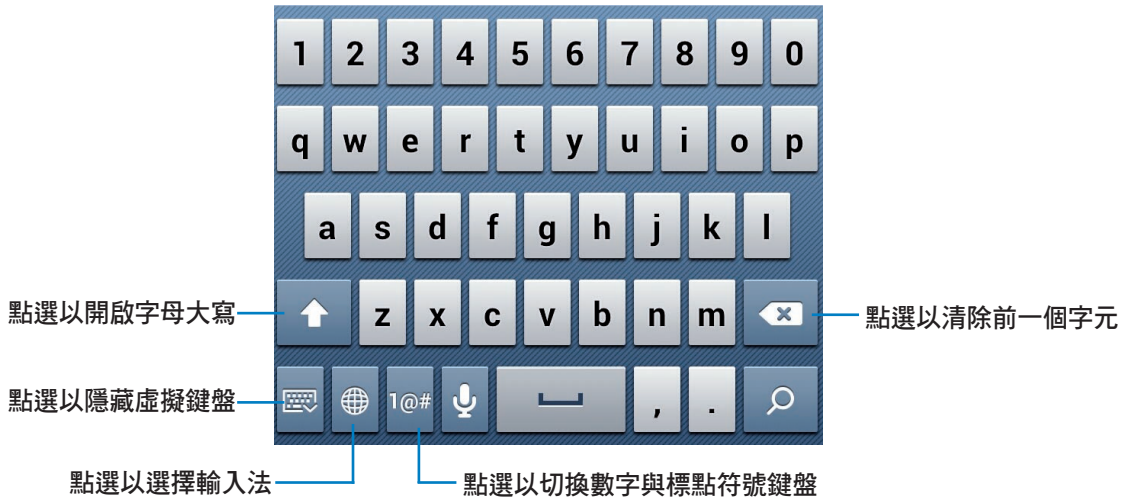 1 2 3 4 5 6 7 8 9 0
q w e r t y u i o p
a s d f g h j k l
點選以開啟字母大寫 z x c v b n m 點選以清除前一個字元
點選以隱藏虛擬鍵盤 1@# , .
點選以選擇輸入法 點選以切換數字與標點符號鍵盤